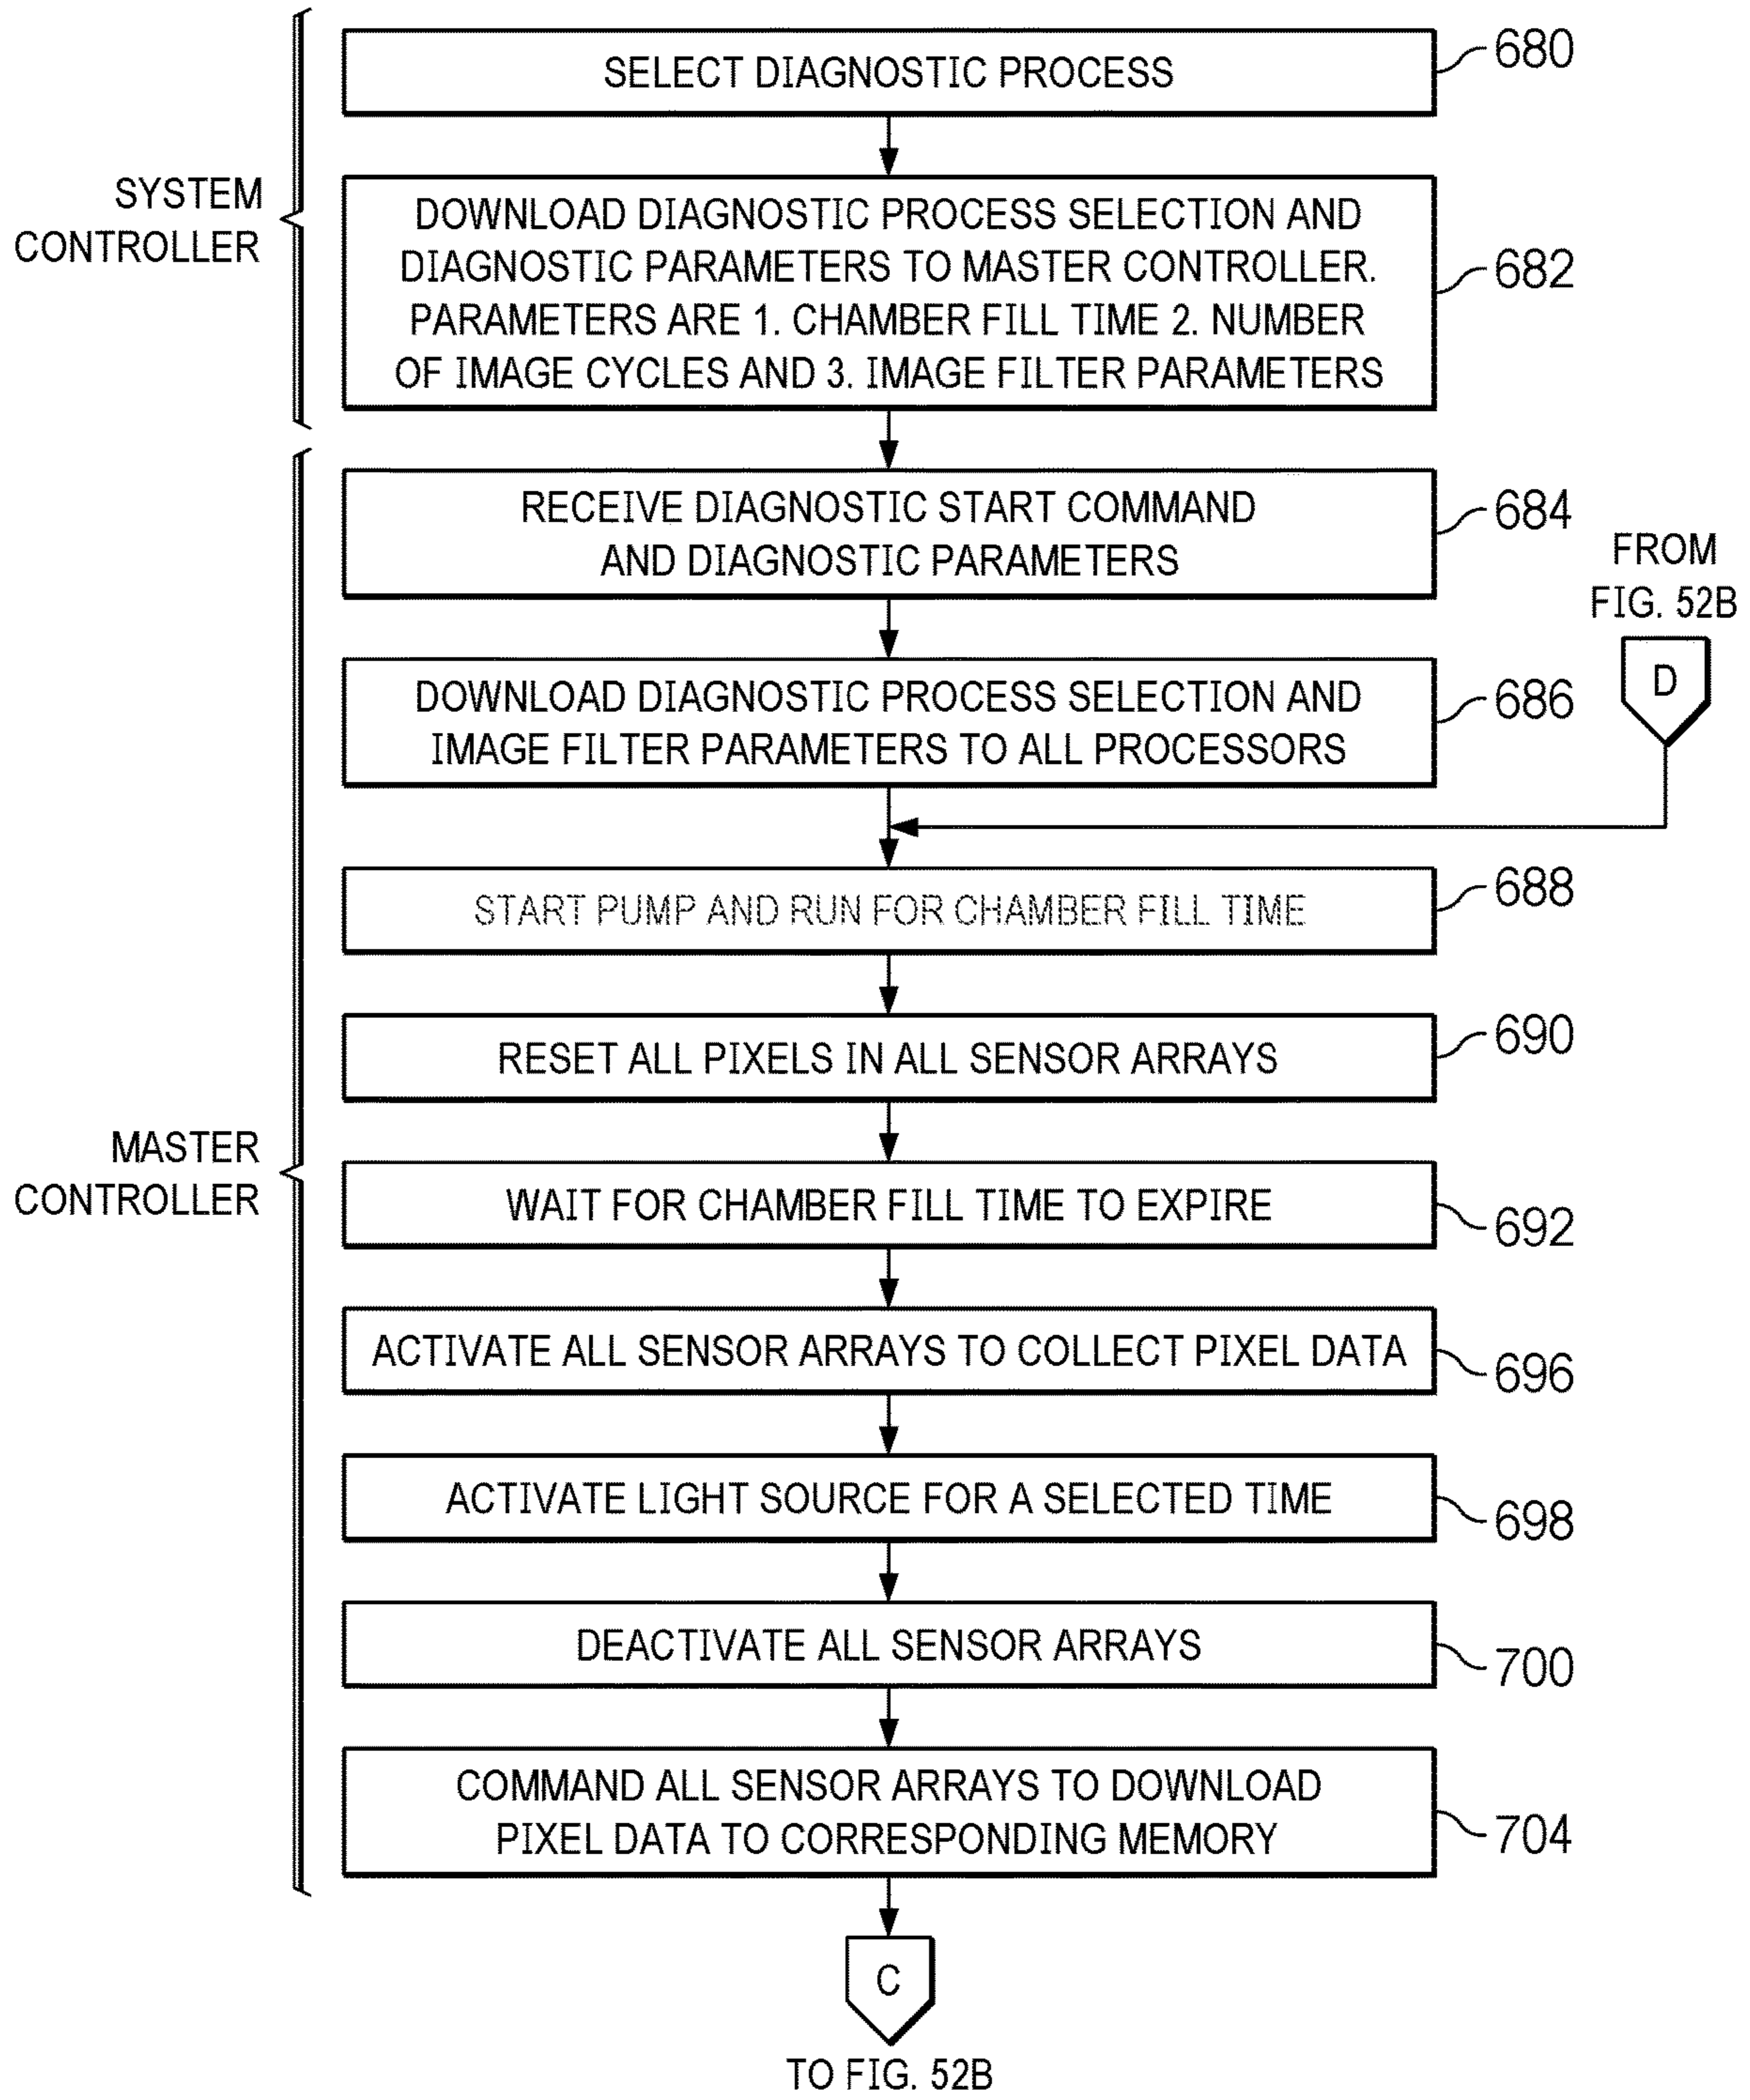 SELECT DIAGNOSTIC PROCESS
680
SYSTEM
CONTROLLER
DOWNLOAD DIAGNOSTIC PROCESS SELECTION AND
DIAGNOSTIC PARAMETERS TO MASTER CONTROLLER.
PARAMETERS ARE 1. CHAMBER FILL TIME 2. NUMBER
OF IMAGE CYCLES AND 3. IMAGE FILTER PARAMETERS
682
RECEIVE DIAGNOSTIC START COMMAND
AND DIAGNOSTIC PARAMETERS
684
FROM
FIG. 52B
D
DOWNLOAD DIAGNOSTIC PROCESS SELECTION AND
IMAGE FILTER PARAMETERS TO ALL PROCESSORS
686
START PUMP AND RUN FOR CHAMBER FILL TIME
688
RESET ALL PIXELS IN ALL SENSOR ARRAYS
690
MASTER
CONTROLLER
WAIT FOR CHAMBER FILL TIME TO EXPIRE
692
ACTIVATE ALL SENSOR ARRAYS TO COLLECT PIXEL DATA
696
ACTIVATE LIGHT SOURCE FOR A SELECTED TIME
698
DEACTIVATE ALL SENSOR ARRAYS
700
COMMAND ALL SENSOR ARRAYS TO DOWNLOAD
PIXEL DATA TO CORRESPONDING MEMORY
704
C
TO FIG. 52B